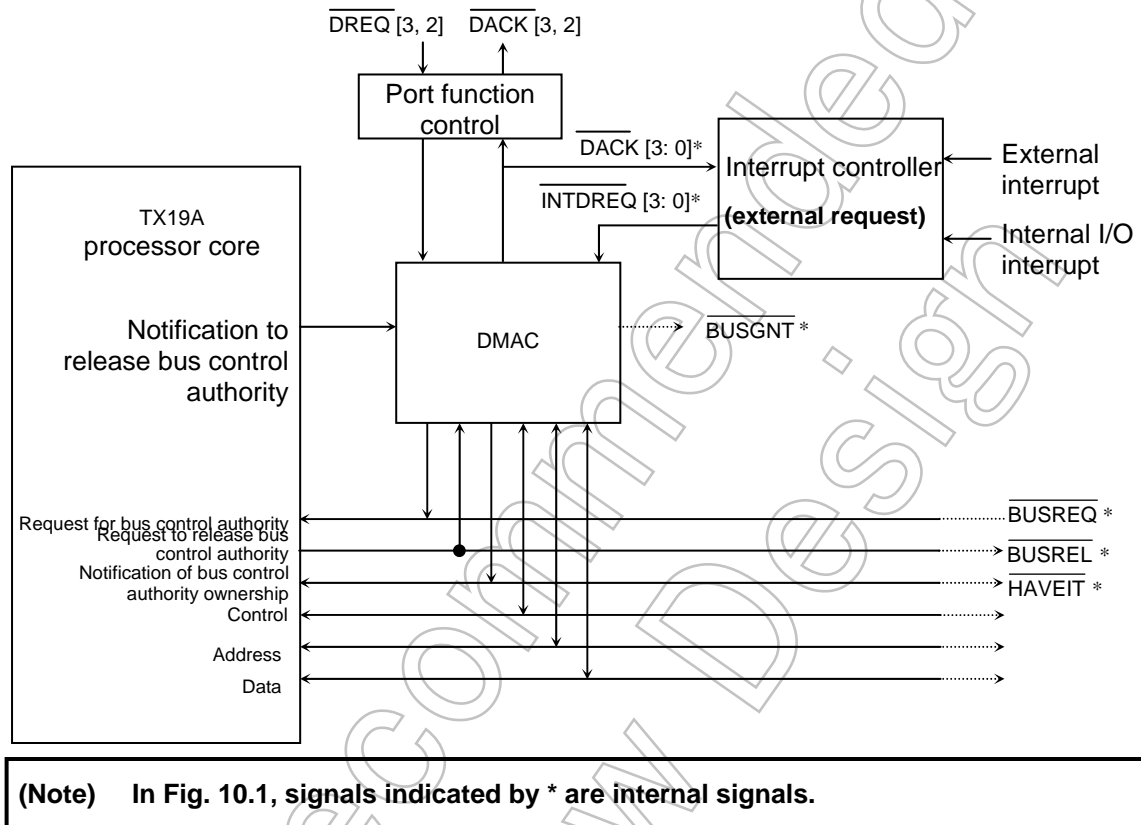 DREQ [3, 2] DACK [3, 2]
Port function
control
DACK [3: 0]*
INTDREQ [3: 0]*
Interrupt controller
(external request)
External
interrupt
Internal I/O
interrupt
TX19A
processor core
Notification to
release bus control
authority
DMAC
BUSGNT *
Request for bus control authority
Request to release bus
control authority
Notification of bus control
authority ownership
Control
Address
Data
BUSREQ *
BUSREL *
HAVEIT *
(Note) In Fig. 10.1, signals indicated by * are internal signals.
ecommended
w Design